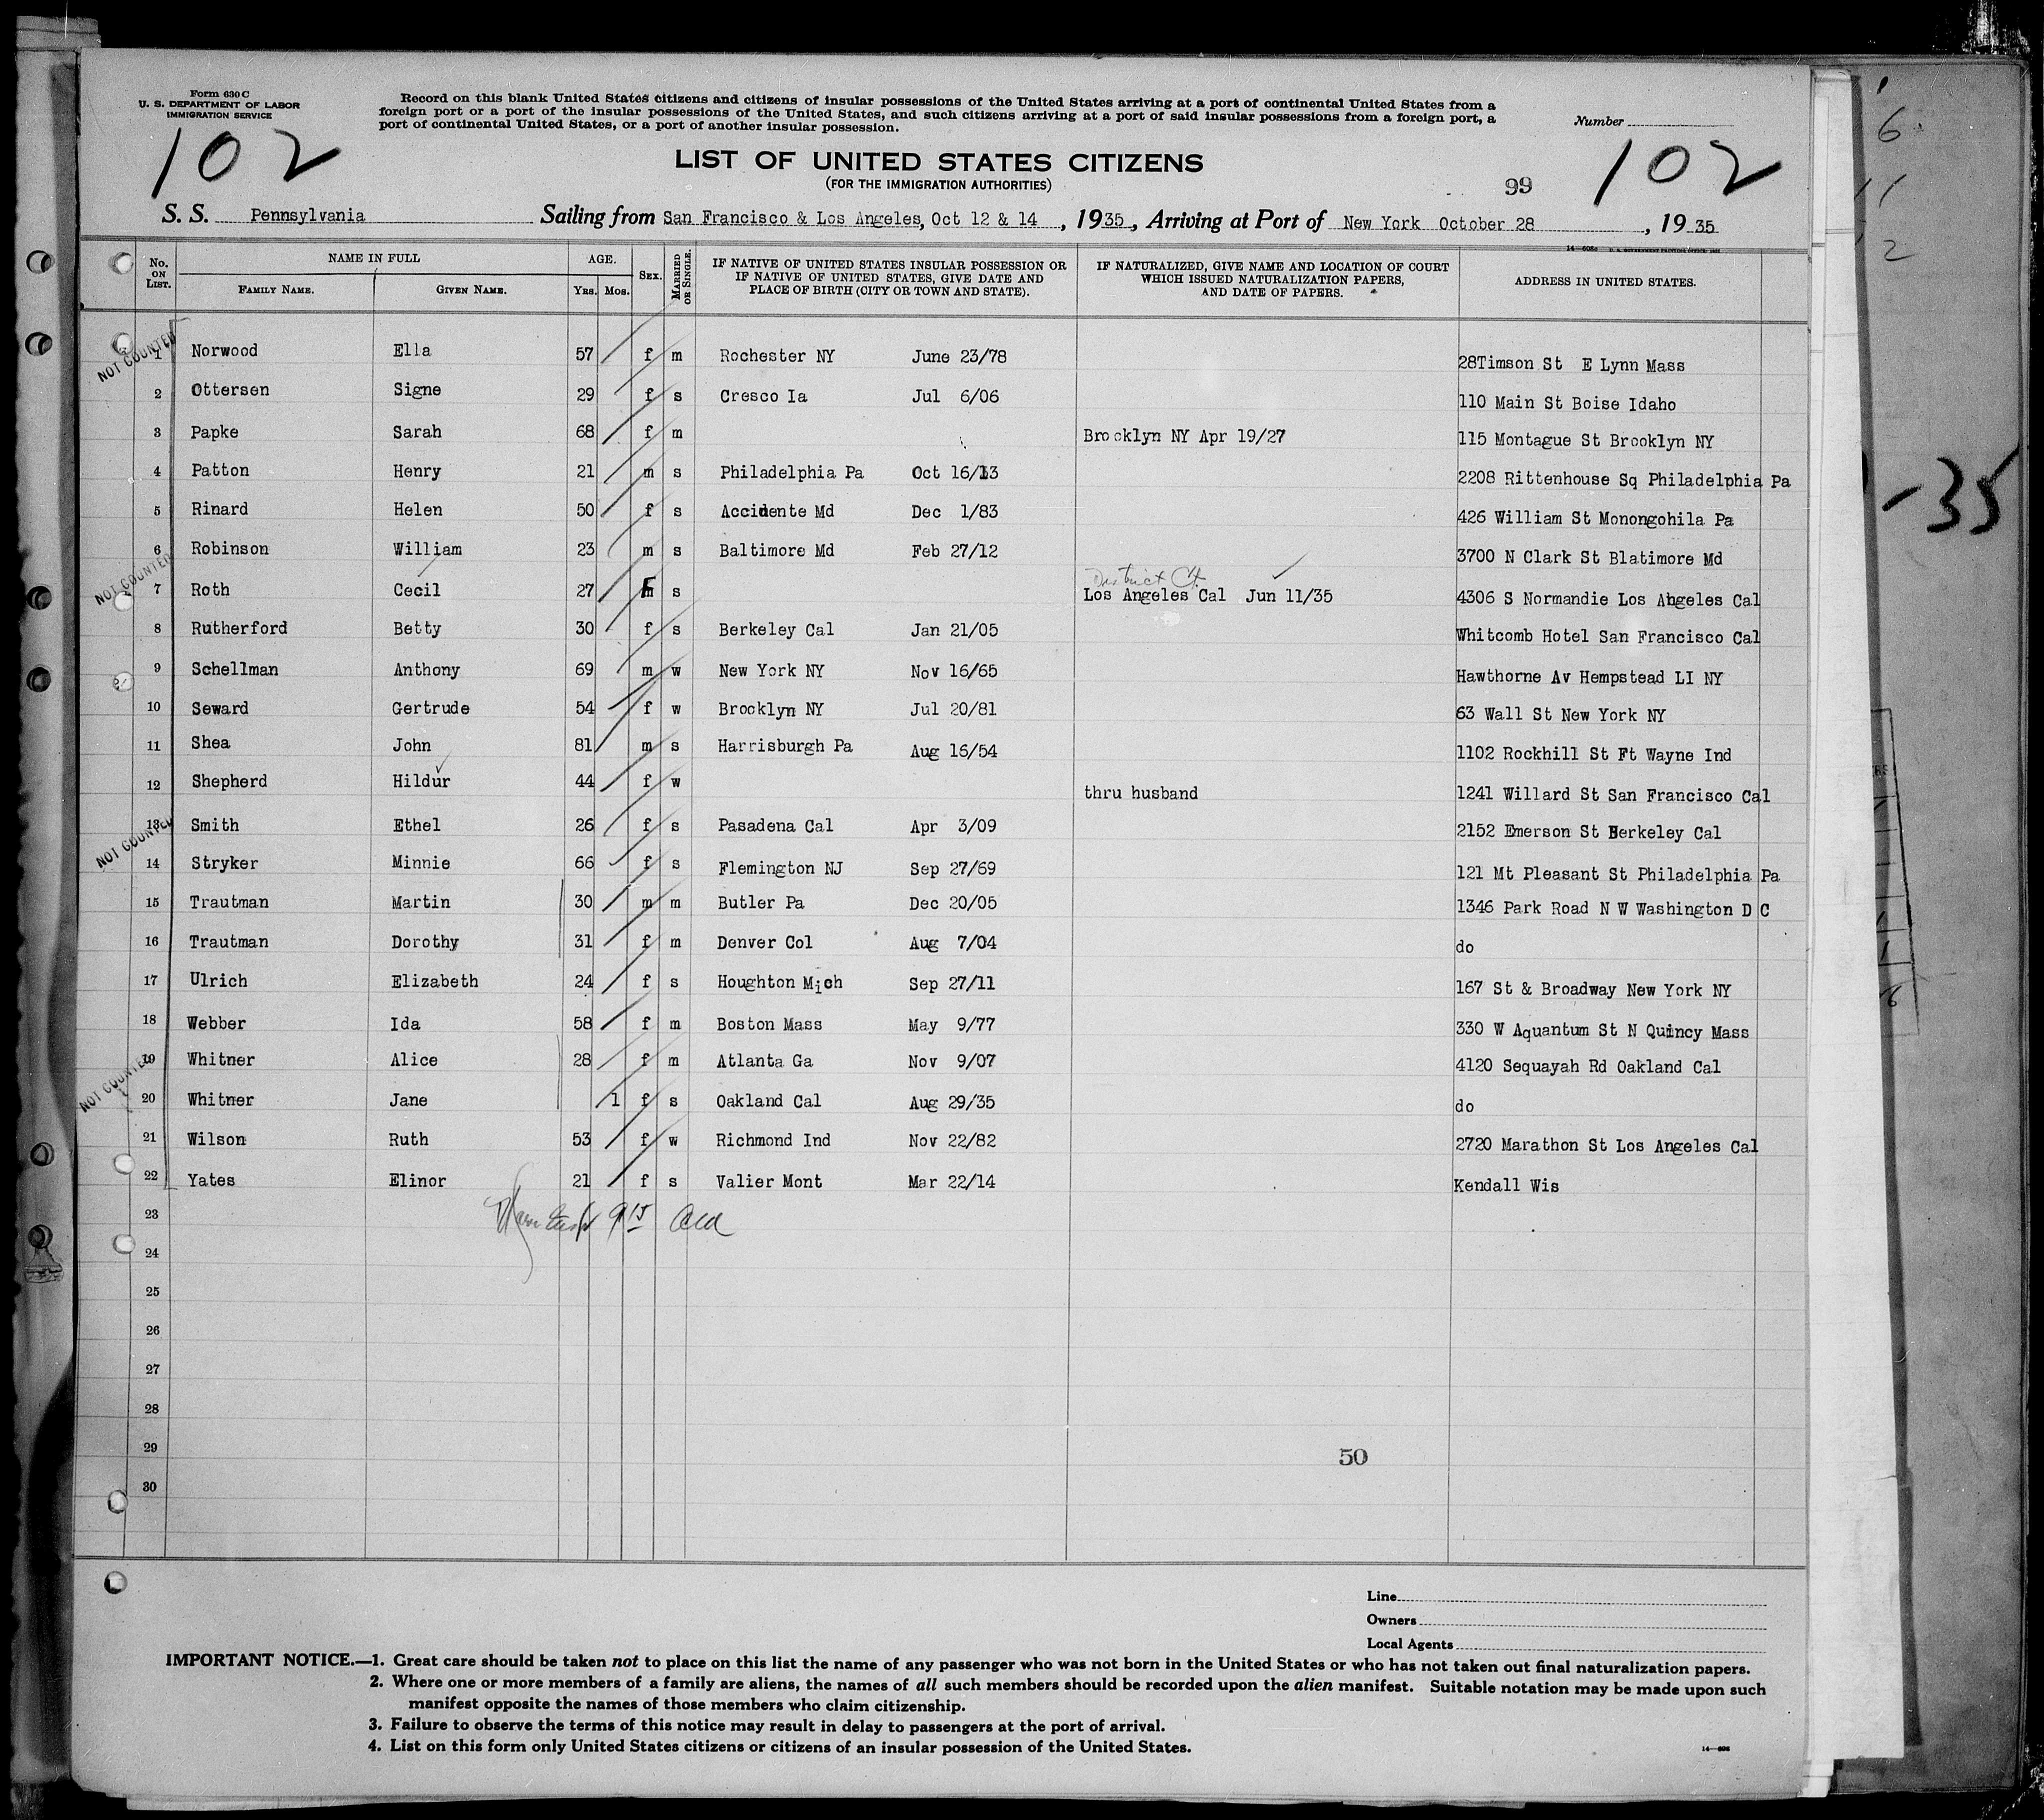 Form 630 C
U. S. DEPARTMENT OF LABOR
IMMIGRATION SERVICE
Record on this blank United States citizens and citizens of insular possessions of the United States arriving at a port of continental United States from a
foreign port or a port of the insular possessions of the United States, and such citizens arriving at a port of said insular possessions from a foreign port, a
port of continental United States, or a port of another insular possession.
Number
102
102
LIST OF UNITED STATES CITIZENS
(FOR THE IMMIGRATION AUTHORITIES)
99
S. S. Pennsylvania Sailing from San Francisco & Los Angeles, Oct 12 & 14, 1935, Arriving at Port of New York October 28, 1935
No. ON LIST. NAME IN FULL FAMILY NAME. GIVEN NAME. AGE. YRS. MOS. SEX. MARRIED OR SINGLE. IF NATIVE OF UNITED STATES INSULAR POSSESSION OR IF NATIVE OF UNITED STATES, GIVE DATE AND PLACE OF BIRTH (CITY OR TOWN AND STATE). IF NATURALIZED, GIVE NAME AND LOCATION OF COURT WHICH ISSUED NATURALIZATION PAPERS, AND DATE OF PAPERS. ADDRESS IN UNITED STATES.
NOT COUNTED
1 Norwood Ella 57 f m Rochester NY June 23/78 28Timson St E Lynn Mass
2 Ottersen Signe 29 f s Cresco Ia Jul 6/06 110 Main St Boise Idaho
3 Papke Sarah 68 f m Brooklyn NY Apr 19/27 115 Montague St Brooklyn NY
4 Patton Henry 21 m s Philadelphia Pa Oct 16/13 2208 Rittenhouse Sq Philadelphia Pa
5 Rinard Helen 50 f s Accidente Md Dec 1/83 426 William St Monongohila Pa
6 Robinson William 23 m s Baltimore Md Feb 27/12 3700 N Clark St Blatimore Md
NOT COUNTED
District Ct.
7 Roth Cecil 27 F s Los Angeles Cal Jun 11/35 4306 S Normandie Los Angeles Cal
8 Rutherford Betty 30 f s Berkeley Cal Jan 21/05 Whitcomb Hotel San Francisco Cal
9 Schellman Anthony 69 m w New York NY Nov 16/65 Hawthorne Av Hempstead LI NY
10 Seward Gertrude 54 f w Brooklyn NY Jul 20/81 63 Wall St New York NY
11 Shea John 81 m s Harrisburgh Pa Aug 16/54 1102 Rockhill St Ft Wayne Ind
12 Shepherd Hildur 44 f w thru husband 1241 Willard St San Francisco Cal
NOT COUNTED
13 Smith Ethel 26 f s Pasadena Cal Apr 3/09 2152 Emerson St Berkeley Cal
14 Stryker Minnie 66 f s Flemington NJ Sep 27/69 121 Mt Pleasant St Philadelphia Pa
15 Trautman Martin 30 m m Butler Pa Dec 20/05 1346 Park Road N W Washington D C
16 Trautman Dorothy 31 f m Denver Col Aug 7/04 do
17 Ulrich Elizabeth 24 f s Houghton Mich Sep 27/11 167 St & Broadway New York NY
18 Webber Ida 58 f m Boston Mass May 9/77 330 W Aquantum St N Quincy Mass
NOT COUNTED
19 Whitner Alice 28 f m Atlanta Ga Nov 9/07 4120 Sequayah Rd Oakland Cal
20 Whitner Jane 1 f s Oakland Cal Aug 29/35 do
21 Wilson Ruth 53 f w Richmond Ind Nov 22/82 2720 Marathon St Los Angeles Cal
22 Yates Elinor 21 f s Valier Mont Mar 22/14 Kendall Wis
23
24
25
26
27
28
29
30
50
Line
Owners
Local Agents
IMPORTANT NOTICE.—1. Great care should be taken not to place on this list the name of any passenger who was not born in the United States or who has not taken out final naturalization papers.
2. Where one or more members of a family are aliens, the names of all such members should be recorded upon the alien manifest. Suitable notation may be made upon such
manifest opposite the names of those members who claim citizenship.
3. Failure to observe the terms of this notice may result in delay to passengers at the port of arrival.
4. List on this form only United States citizens or citizens of an insular possession of the United States.
-35